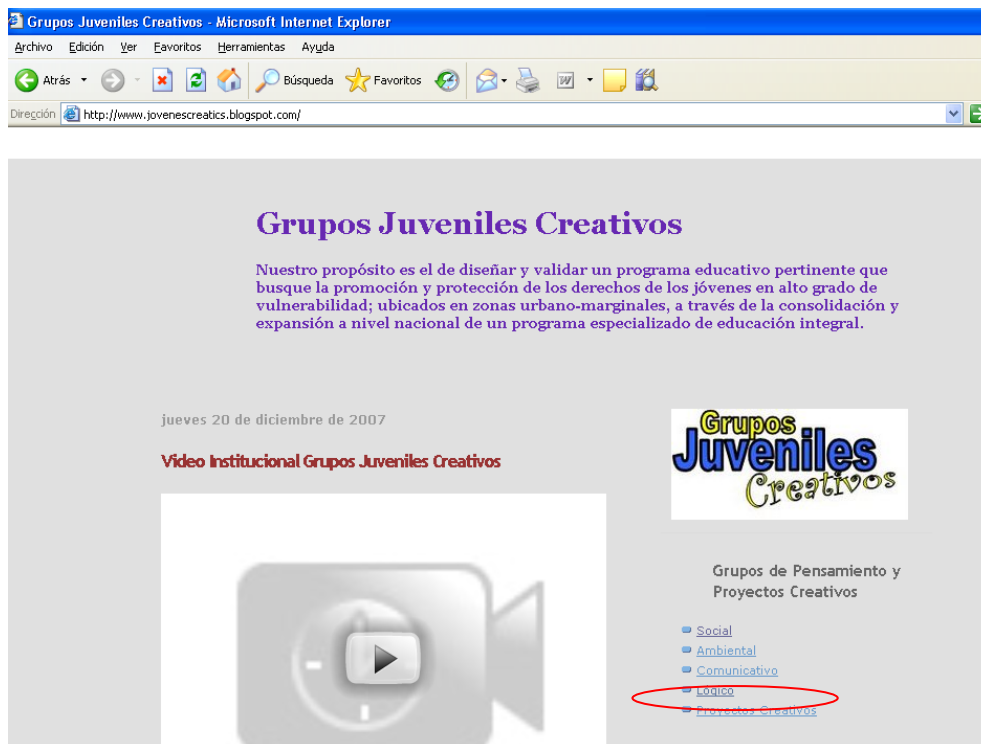 Grupos Juveniles Creativos - Microsoft Internet Explorer
Archivo Edición Ver Favoritos Herramientas Ayuda
Atrás Búsqueda Favoritos
Dirección http://www.jovenescreatics.blogspot.com/
Grupos Juveniles Creativos
Nuestro propósito es el de diseñar y validar un programa educativo pertinente que
busque la promoción y protección de los derechos de los jóvenes en alto grado de
vulnerabilidad; ubicados en zonas urbano-marginales, a través de la consolidación y
expansión a nivel nacional de un programa especializado de educación integral.
jueves 20 de diciembre de 2007
Video Institucional Grupos Juveniles Creativos
Grupos
Juveniles
Creativos
Grupos de Pensamiento y
Proyectos Creativos
Social
Ambiental
Comunicativo
Lógico
Proyectos Creativos